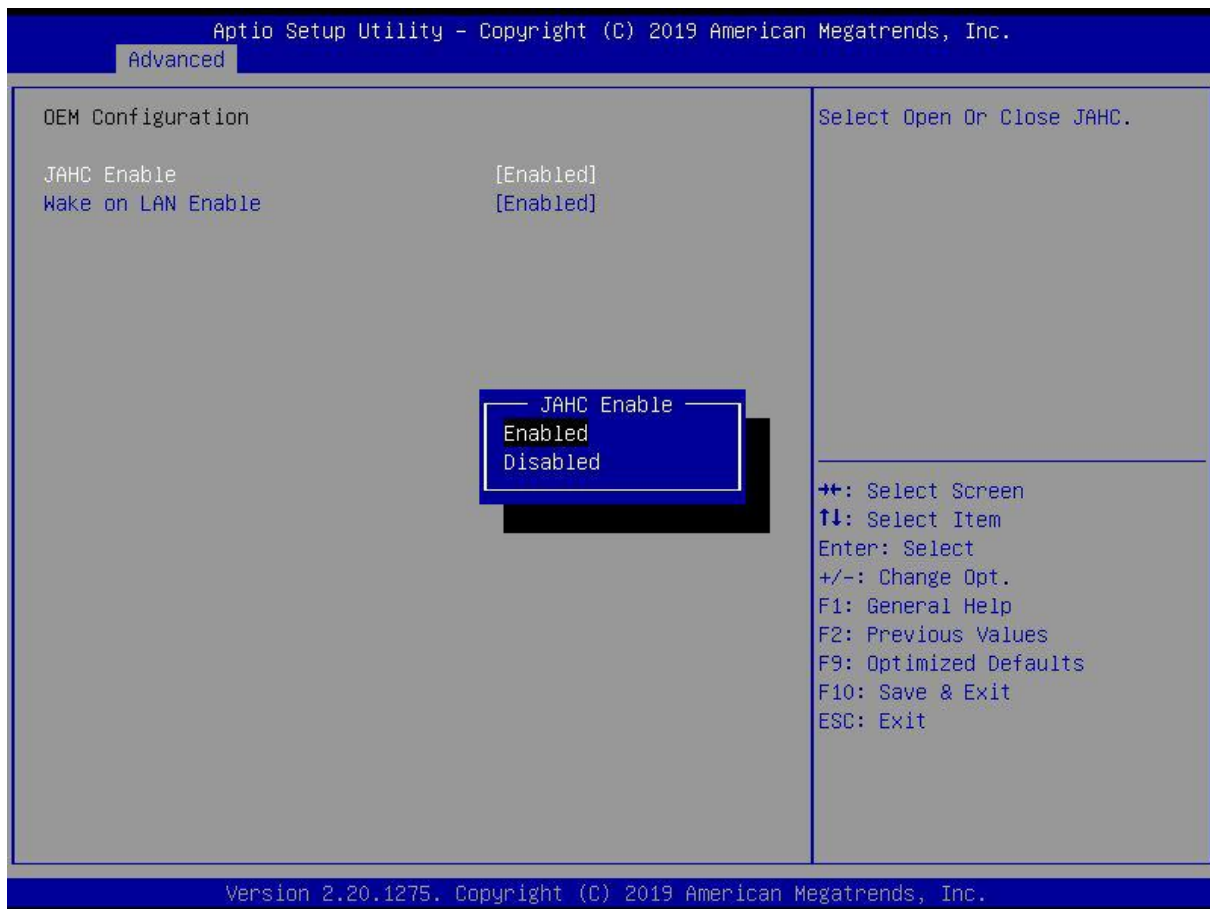 Aptio Setup Utility – Copyright (C) 2019 American Megatrends, Inc.
Advanced
OEM Configuration
JAHC Enable [Enabled]
Wake on LAN Enable [Enabled]
JAHC Enable
Enabled
Disabled
Select Open Or Close JAHC.
→←: Select Screen
↑↓: Select Item
Enter: Select
+/-: Change Opt.
F1: General Help
F2: Previous Values
F9: Optimized Defaults
F10: Save & Exit
ESC: Exit
Version 2.20.1275. Copyright (C) 2019 American Megatrends, Inc.